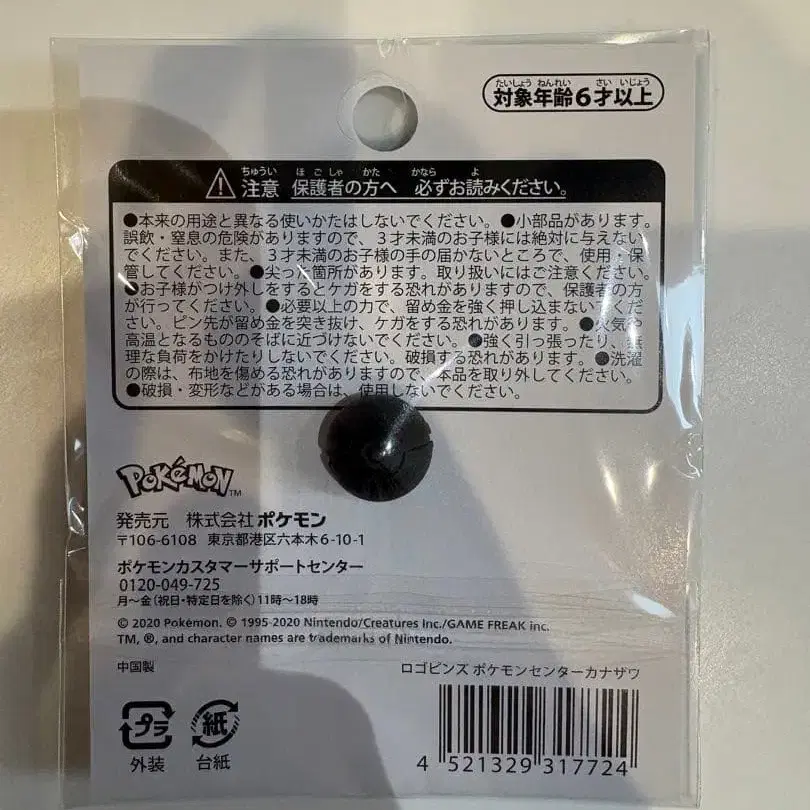 たいしょう ねんれい さい いじょう
対象年齢6才以上
ちゅうい ほごしゃ かた かなら よ
注意 保護者の方へ 必ずお読みください。
●本来の用途と異なる使いかたはしないでください。●小部品があります。
誤飲・窒息の危険がありますので、3才未満のお子様には絶対に与えない
でください。また、3才未満のお子様の手の届かないところで、使用・保
管してください。●尖った箇所があります。取り扱いにはご注意ください。
●お子様がつけ外しをするとケガをする恐れがありますので、保護者の方
が行ってください。●必要以上の力で、留め金を強く押し込まないでくだ
さい。ピン先が留め金を突き抜け、ケガをする恐れがあります。●火気や
高温となるもののそばに近づけないでください。●強く引っ張ったり、無
理な負荷をかけたりしないでください。破損する恐れがあります。●洗濯
の際は、布地を傷める恐れがありますので、本品を取り外してください。
●破損・変形などがある場合は、使用しないでください。
POKéMON™
発売元 株式会社ポケモン
〒106-6108 東京都港区六本木6-10-1
ポケモンカスタマーサポートセンター
0120-049-725
月～金(祝日・特定日を除く)11時～18時
© 2020 Pokémon. © 1995-2020 Nintendo/Creatures Inc./GAME FREAK inc.
TM, ®, and character names are trademarks of Nintendo.
中国製
ロゴピンズ ポケモンセンターカナザワ
プラ 紙
外装 台紙
4 521329 317724